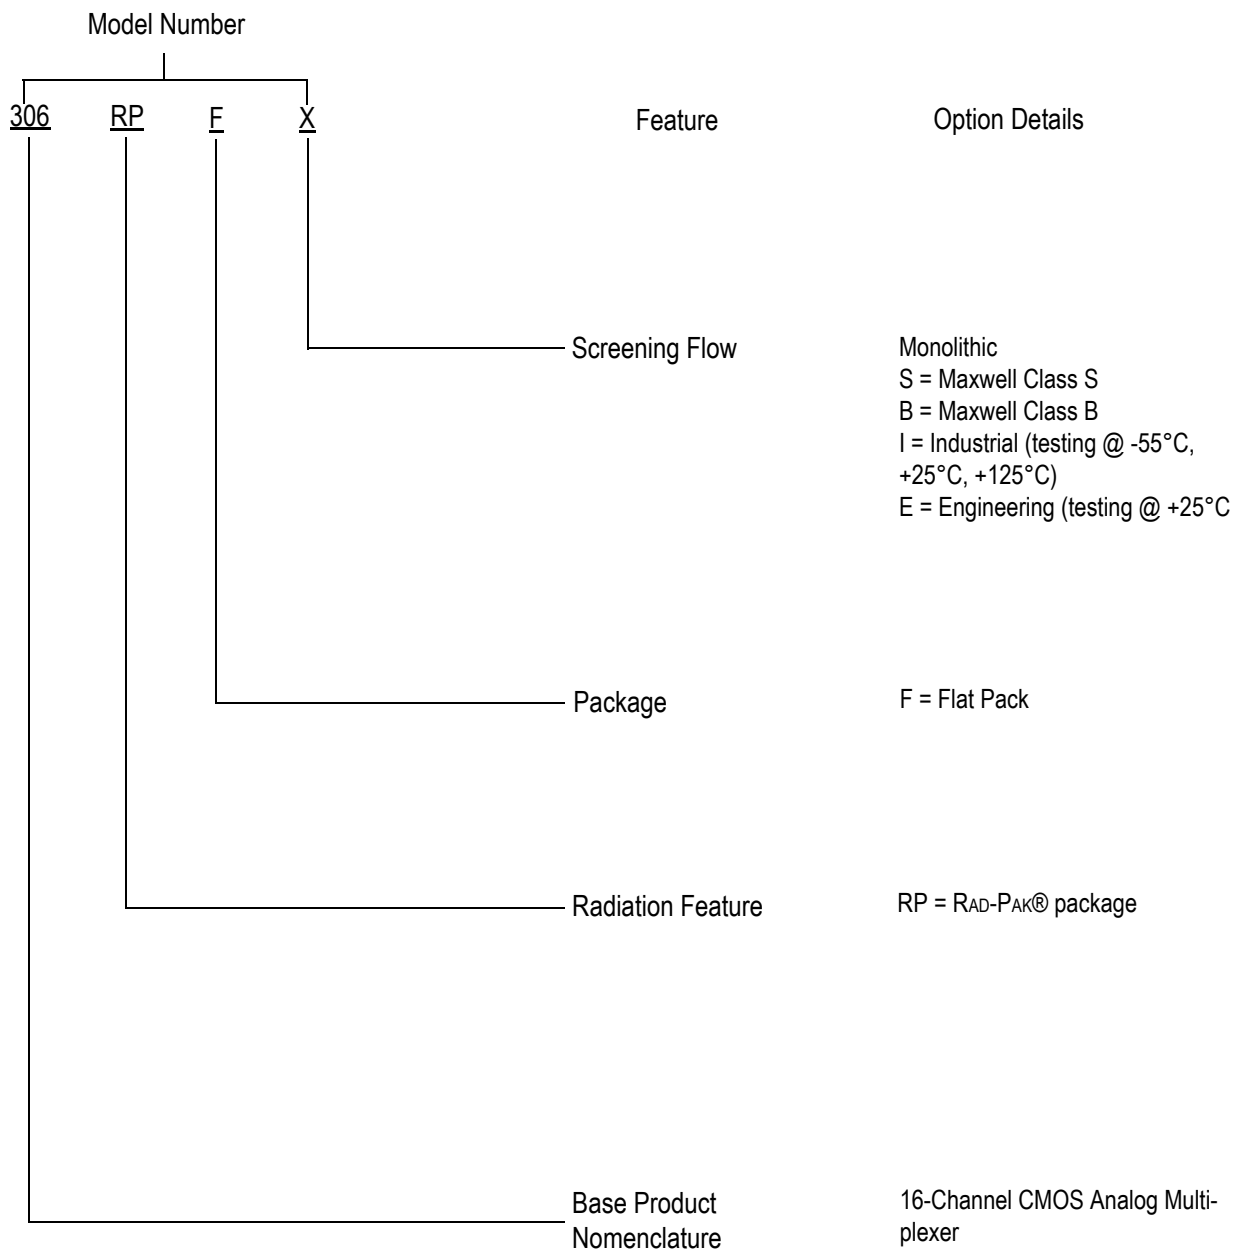 Model Number
306 RP F X Feature Option Details
Screening Flow Monolithic
S = Maxwell Class S
B = Maxwell Class B
I = Industrial (testing @ -55°C,
+25°C, +125°C)
E = Engineering (testing @ +25°C
Package F = Flat Pack
Radiation Feature RP = RAD-PAK® package
Base Product 16-Channel CMOS Analog Multi-
Nomenclature plexer